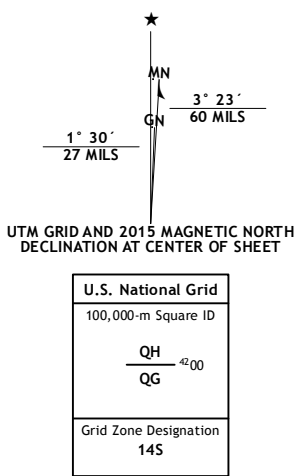 ★
MN
GN
3° 23´
60 MILS
1° 30´
27 MILS
UTM GRID AND 2015 MAGNETIC NORTH
DECLINATION AT CENTER OF SHEET
U.S. National Grid
100,000-m Square ID
QH
4200
QG
Grid Zone Designation
14S